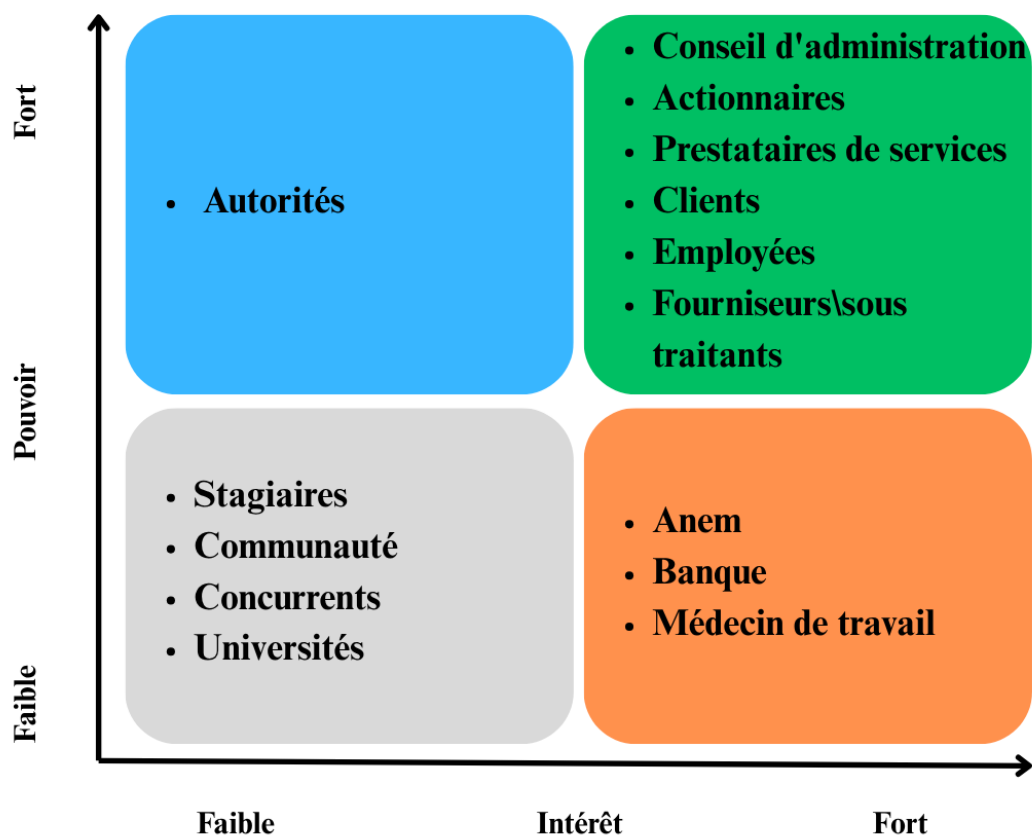 Fort
Pouvoir
Faible
• Autorités
• Conseil d'administration
• Actionnaires
• Prestataires de services
• Clients
• Employées
• Fourniseurs\sous
traitants
• Stagiaires
• Communauté
• Concurrents
• Universités
• Anem
• Banque
• Médecin de travail
Faible
Intérêt
Fort